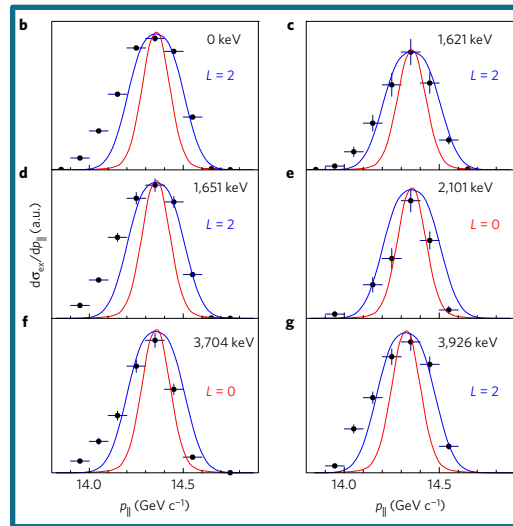 b
0 keV
L = 2
c
1,621 keV
L = 2
d
1,651 keV
L = 2
e
2,101 keV
L = 0
f
3,704 keV
L = 0
g
3,926 keV
L = 2
dσex/dp|| (a.u.)
14.0 14.5
14.0 14.5
p|| (GeV c⁻¹)
p|| (GeV c⁻¹)